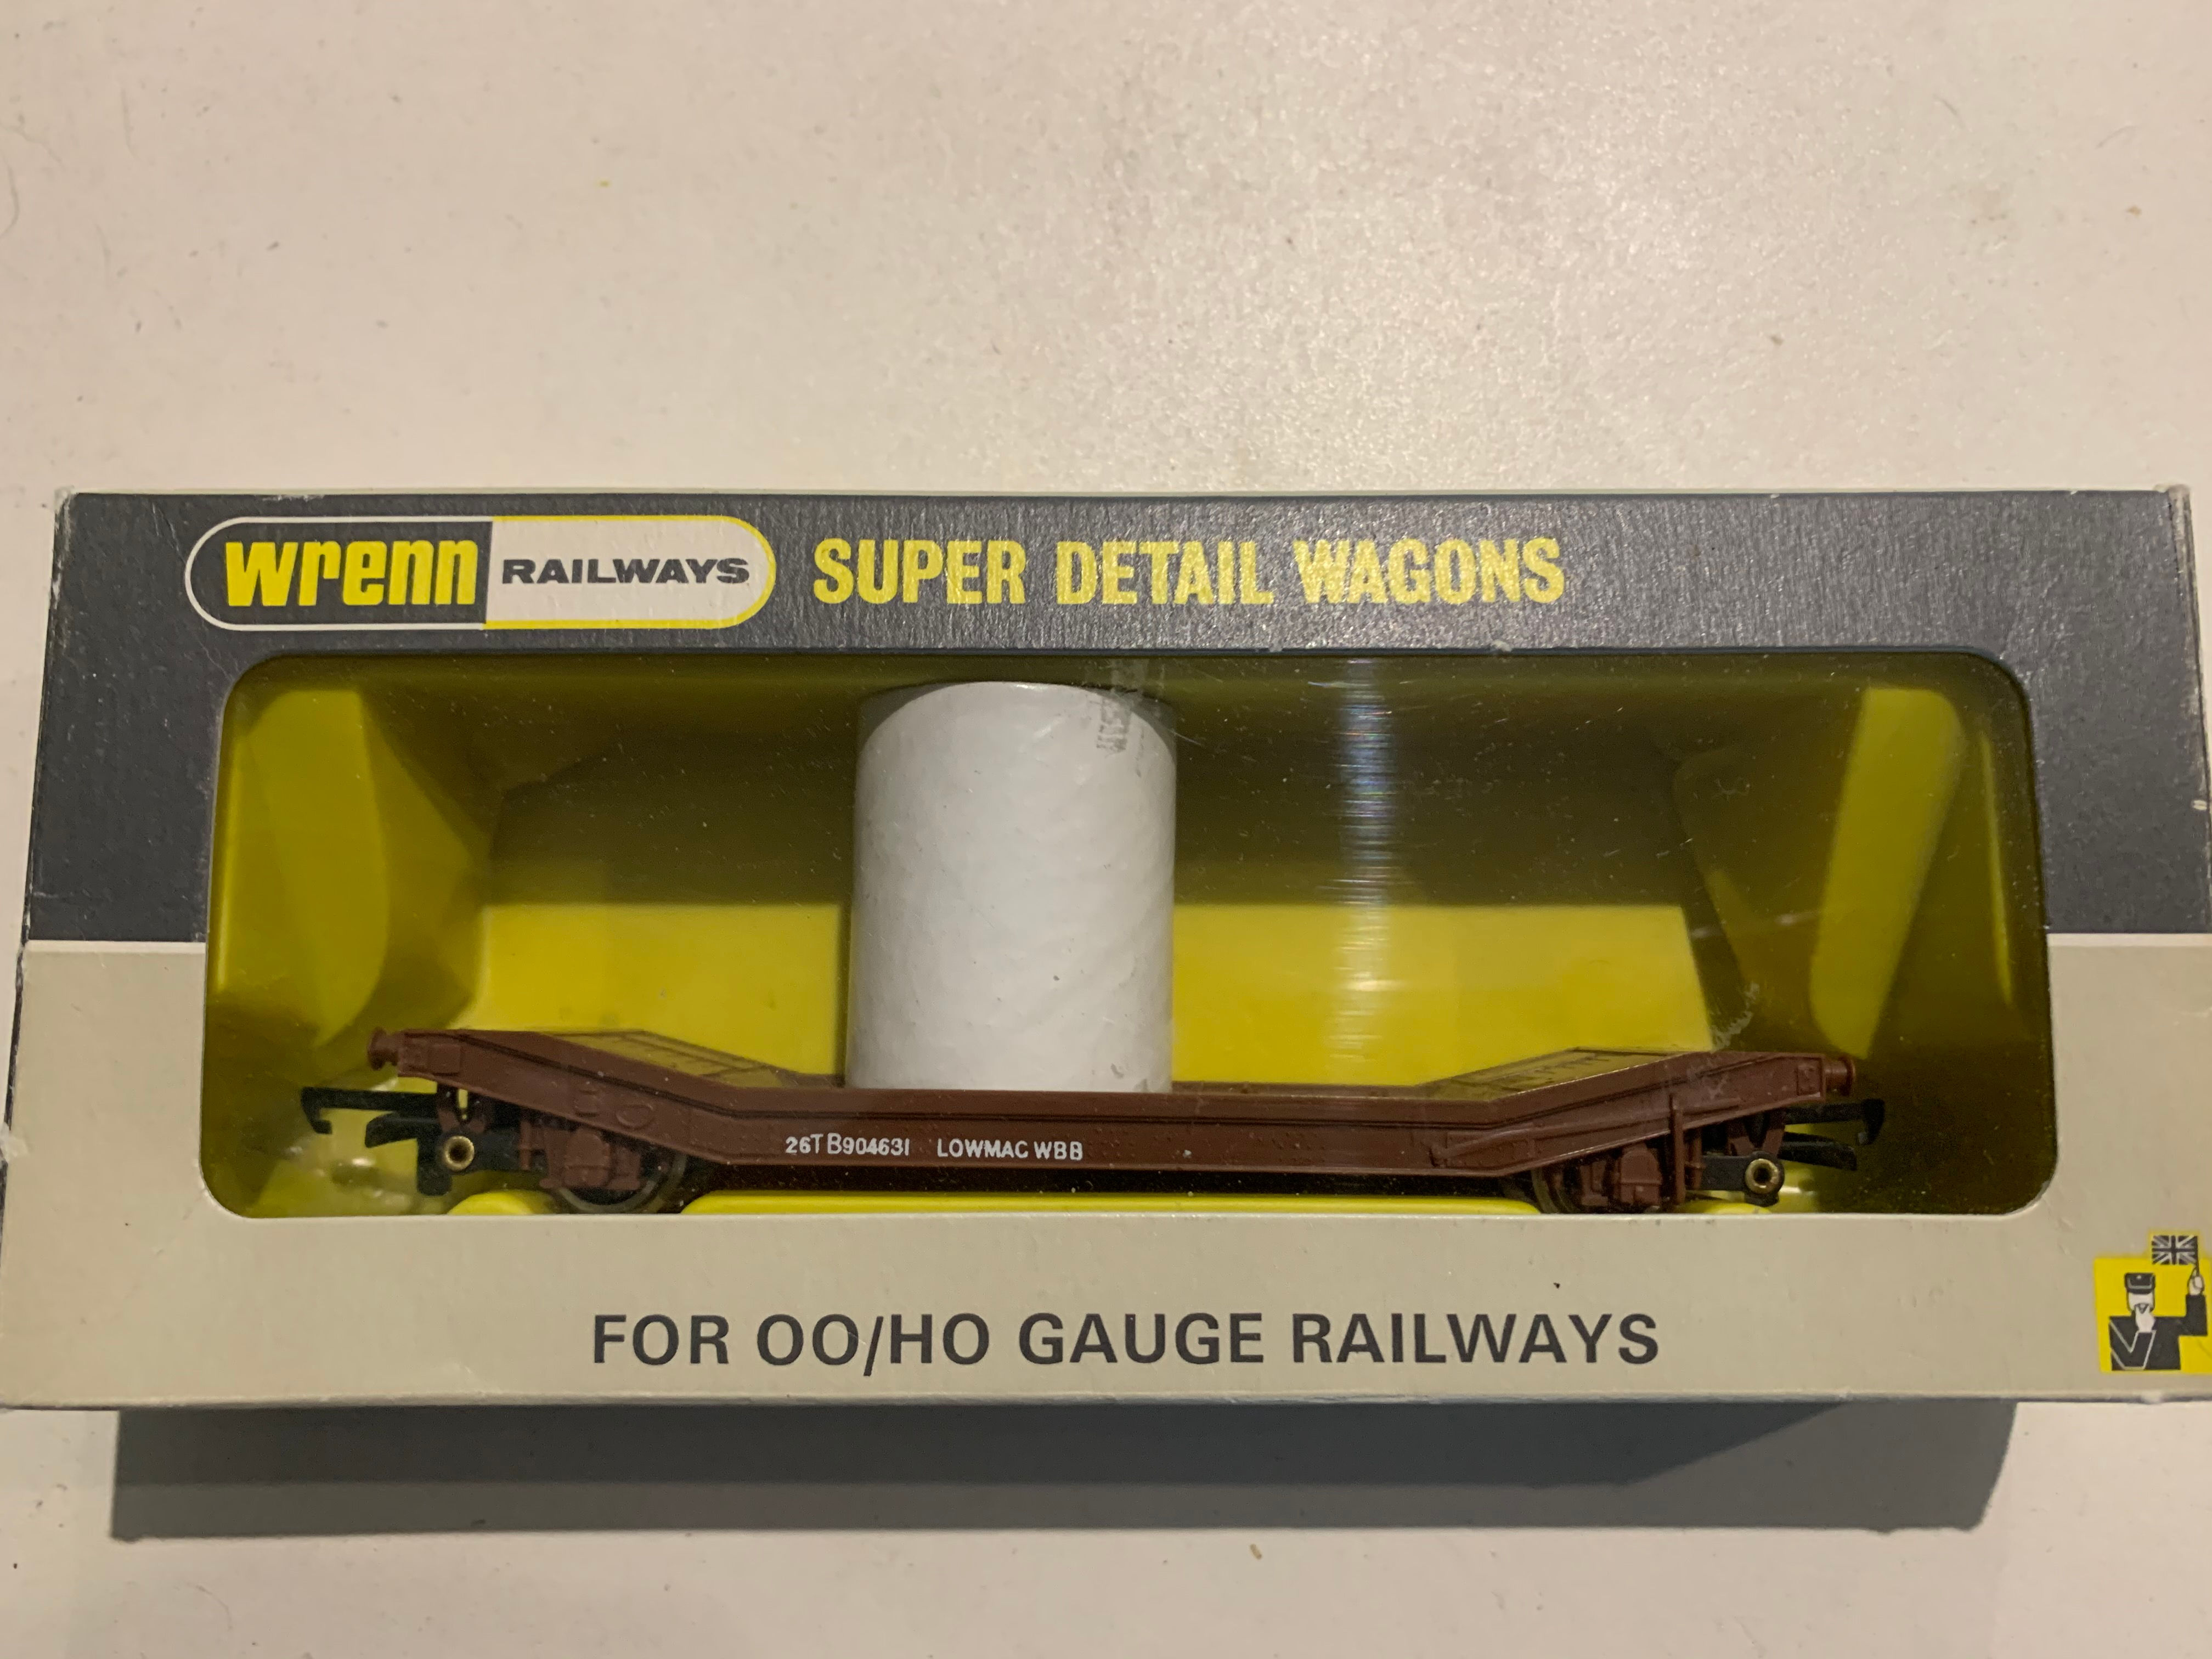 wrenn RAILWAYS SUPER DETAIL WAGONS
26T B904631 LOWMAC WBB
FOR OO/HO GAUGE RAILWAYS